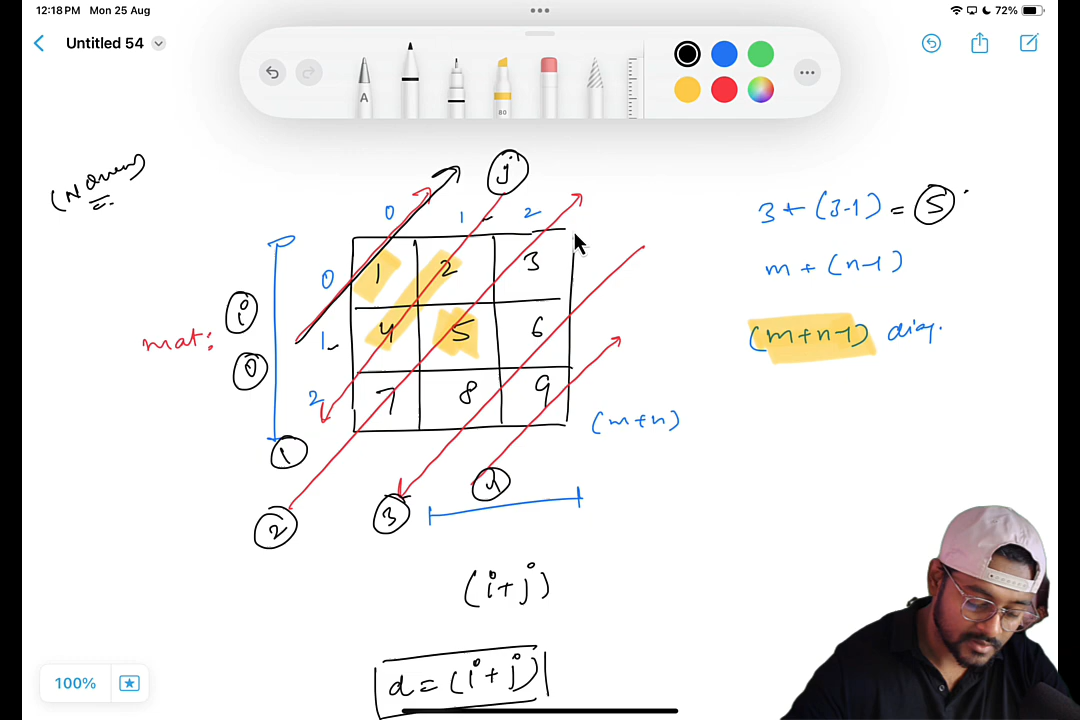 12:18 PM Mon 25 Aug
72%
Untitled 54
A
80
j
0 1 2
3 + (3-1) = 5
m + (n-1)
(m+n-1) diag.
mat:
i
0
0 1 2 3
1 4 5 6
2 7 8 9
(m+n)
1
2
3
4
(i+j)
d = (i+j)
100%